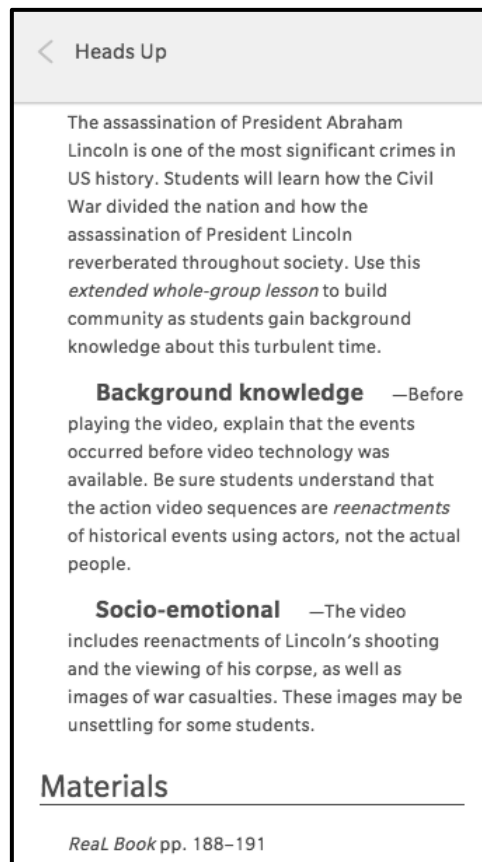 Heads Up
The assassination of President Abraham
Lincoln is one of the most significant crimes in
US history. Students will learn how the Civil
War divided the nation and how the
assassination of President Lincoln
reverberated throughout society. Use this
extended whole-group lesson to build
community as students gain background
knowledge about this turbulent time.
Background knowledge —Before
playing the video, explain that the events
occurred before video technology was
available. Be sure students understand that
the action video sequences are reenactments
of historical events using actors, not the actual
people.
Socio-emotional —The video
includes reenactments of Lincoln's shooting
and the viewing of his corpse, as well as
images of war casualties. These images may be
unsettling for some students.
Materials
ReaL Book pp. 188–191